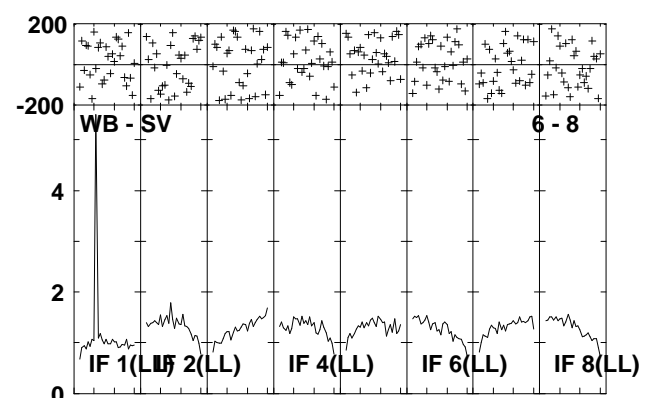 200
-200
WB - SV 6 - 8
4
2
IF 1(LL) IF 2(LL) IF 4(LL) IF 6(LL) IF 8(LL)
0